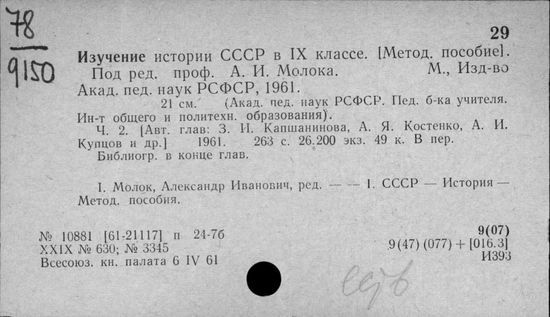 78
9150
29
Изучение истории СССР в IX классе. [Метод. пособие].
Под ред. проф. А. И. Молока. М., Изд-во
Акад. пед. наук РСФСР, 1961.
21 см. (Акад. пед. наук РСФСР. Пед. б-ка учителя.
Ин-т общего и политехн. образования).
Ч. 2. [Авт. глав: З. И. Капшанинова, А. Я. Костенко, А. И.
Купцов и др.] 1961. 263 с. 26.200 экз. 49 к. В пер.
Библиогр. в конце глав.
I. Молок, Александр Иванович, ред. — — 1. СССР — История —
Метод. пособия.
№ 10881 [61-21117] п 24-7б
XXIX № 630; № 3345
Всесоюз. кн. палата 6 IV 61
9(07)
9(47) (077) + [016.3]
И393